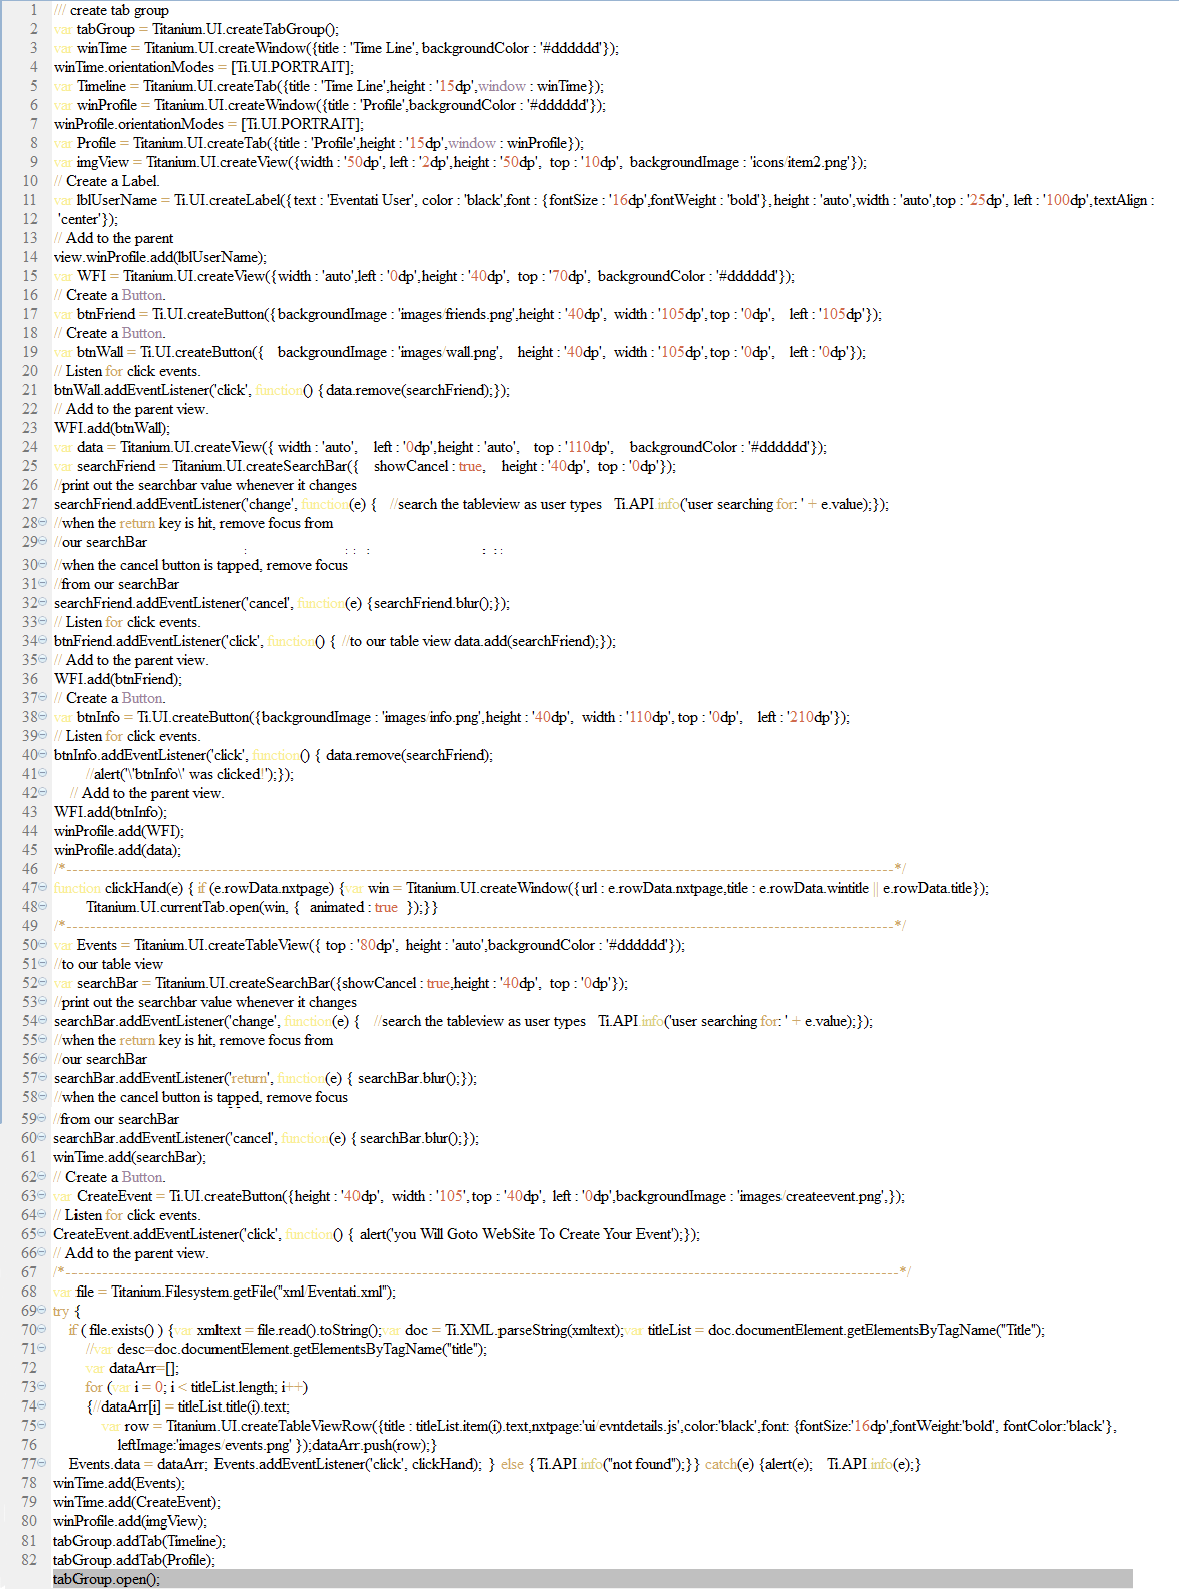 1 /// create tab group
2 var tabGroup = Titanium.UI.createTabGroup();
3 var winTime = Titanium.UI.createWindow({title : 'Time Line', backgroundColor : '#dddddd'});
4 winTime.orientationModes = [Ti.UI.PORTRAIT];
5 var Timeline = Titanium.UI.createTab({title : 'Time Line',height : '15dp',window : winTime});
6 var winProfile = Titanium.UI.createWindow({title : 'Profile',backgroundColor : '#dddddd'});
7 winProfile.orientationModes = [Ti.UI.PORTRAIT];
8 var Profile = Titanium.UI.createTab({title : 'Profile',height : '15dp',window : winProfile});
9 var imgView = Titanium.UI.createView({width : '50dp', left : '2dp',height : '50dp', top : '10dp', backgroundImage : 'icons/item2.png'});
10 // Create a Label.
11 var lblUserName = Ti.UI.createLabel({text : 'Eventati User', color : 'black',font : {fontSize : '16dp',fontWeight : 'bold'}, height : 'auto',width : 'auto',top : '25dp', left : '100dp',textAlign :
12 'center'});
13 // Add to the parent
14 view.winProfile.add(lblUserName);
15 var WFI = Titanium.UI.createView({width : 'auto',left : '0dp',height : '40dp', top : '70dp', backgroundColor : '#dddddd'});
16 // Create a Button.
17 var btnFriend = Ti.UI.createButton({backgroundImage : 'images/friends.png',height : '40dp', width : '105dp', top : '0dp', left : '105dp'});
18 // Create a Button.
19 var btnWall = Ti.UI.createButton({ backgroundImage : 'images/wall.png', height : '40dp', width : '105dp', top : '0dp', left : '0dp'});
20 // Listen for click events.
21 btnWall.addEventListener('click', function() { data.remove(searchFriend);});
22 // Add to the parent view.
23 WFI.add(btnWall);
24 var data = Titanium.UI.createView({ width : 'auto', left : '0dp',height : 'auto', top : '110dp', backgroundColor : '#dddddd'});
25 var searchFriend = Titanium.UI.createSearchBar({ showCancel : true, height : '40dp', top : '0dp'});
26 //print out the searchbar value whenever it changes
27 searchFriend.addEventListener('change', function(e) { //search the tableview as user types Ti.API.info('user searching for: ' + e.value);});
28 //when the return key is hit, remove focus from
29 //our searchBar
30 //when the cancel button is tapped, remove focus
31 //from our searchBar
32 searchFriend.addEventListener('cancel', function(e) {searchFriend.blur();});
33 // Listen for click events.
34 btnFriend.addEventListener('click', function() { //to our table view data.add(searchFriend);});
35 // Add to the parent view.
36 WFI.add(btnFriend);
37 // Create a Button.
38 var btnInfo = Ti.UI.createButton({backgroundImage : 'images/info.png',height : '40dp', width : '110dp', top : '0dp', left : '210dp'});
39 // Listen for click events.
40 btnInfo.addEventListener('click', function() { data.remove(searchFriend);
41 //alert('\'btnInfo\' was clicked!');});
42 // Add to the parent view.
43 WFI.add(btnInfo);
44 winProfile.add(WFI);
45 winProfile.add(data);
46 /*------------------------------------------------------------*/
47 function clickHand(e) { if (e.rowData.nxtpage) {var win = Titanium.UI.createWindow({url : e.rowData.nxtpage,title : e.rowData.wintitle || e.rowData.title});
48 Titanium.UI.currentTab.open(win, { animated : true });}}
49 /*------------------------------------------------------------*/
50 var Events = Titanium.UI.createTableView({ top : '80dp', height : 'auto',backgroundColor : '#dddddd'});
51 //to our table view
52 var searchBar = Titanium.UI.createSearchBar({showCancel : true,height : '40dp', top : '0dp'});
53 //print out the searchbar value whenever it changes
54 searchBar.addEventListener('change', function(e) { //search the tableview as user types Ti.API.info('user searching for: ' + e.value);});
55 //when the return key is hit, remove focus from
56 //our searchBar
57 searchBar.addEventListener('return', function(e) { searchBar.blur();});
58 //when the cancel button is tapped, remove focus
59 //from our searchBar
60 searchBar.addEventListener('cancel', function(e) { searchBar.blur();});
61 winTime.add(searchBar);
62 // Create a Button.
63 var CreateEvent = Ti.UI.createButton({height : '40dp', width : '105', top : '40dp', left : '0dp',backgroundImage : 'images/createevent.png',});
64 // Listen for click events.
65 CreateEvent.addEventListener('click', function() { alert('you Will Goto WebSite To Create Your Event');});
66 // Add to the parent view.
67 /*------------------------------------------------------------*/
68 var file = Titanium.Filesystem.getFile("xml/Eventati.xml");
69 try {
70 if ( file.exists() ) {var xmltext = file.read().toString();var doc = Ti.XML.parseString(xmltext);var titleList = doc.documentElement.getElementsByTagName("Title");
71 //var desc=doc.documentElement.getElementsByTagName("title");
72 var dataArr=[];
73 for (var i = 0; i < titleList.length; i++)
74 {//dataArr[i] = titleList.title(i).text;
75 var row = Titanium.UI.createTableViewRow({title : titleList.item(i).text,nxtpage:'ui/evntdetails.js',color:'black',font: {fontSize:'16dp',fontWeight:'bold', fontColor:'black'},
76 leftImage:'images/events.png' });dataArr.push(row);}
77 Events.data = dataArr; Events.addEventListener('click', clickHand); } else { Ti.API.info("not found");}} catch(e) {alert(e); Ti.API.info(e);}
78 winTime.add(Events);
79 winTime.add(CreateEvent);
80 winProfile.add(imgView);
81 tabGroup.addTab(Timeline);
82 tabGroup.addTab(Profile);
tabGroup.open();